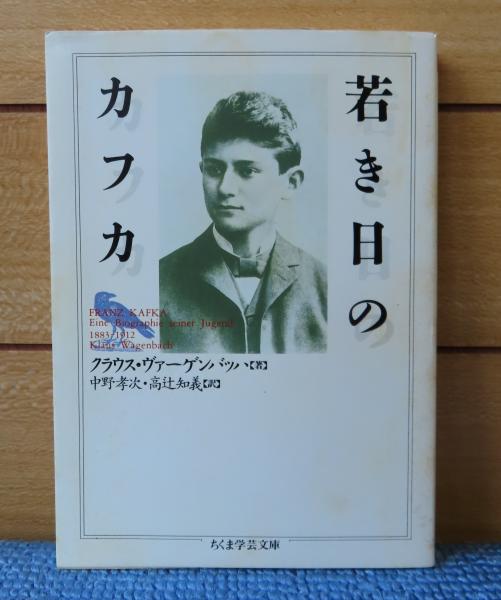 若き日の
カフカ
FRANZ KAFKA
Eine Biographie seiner Jugend
1883-1912
Klaus Wagenbach
クラウス・ヴァーゲンバッハ【著】
中野孝次・高辻知義【訳】
ちくま学芸文庫